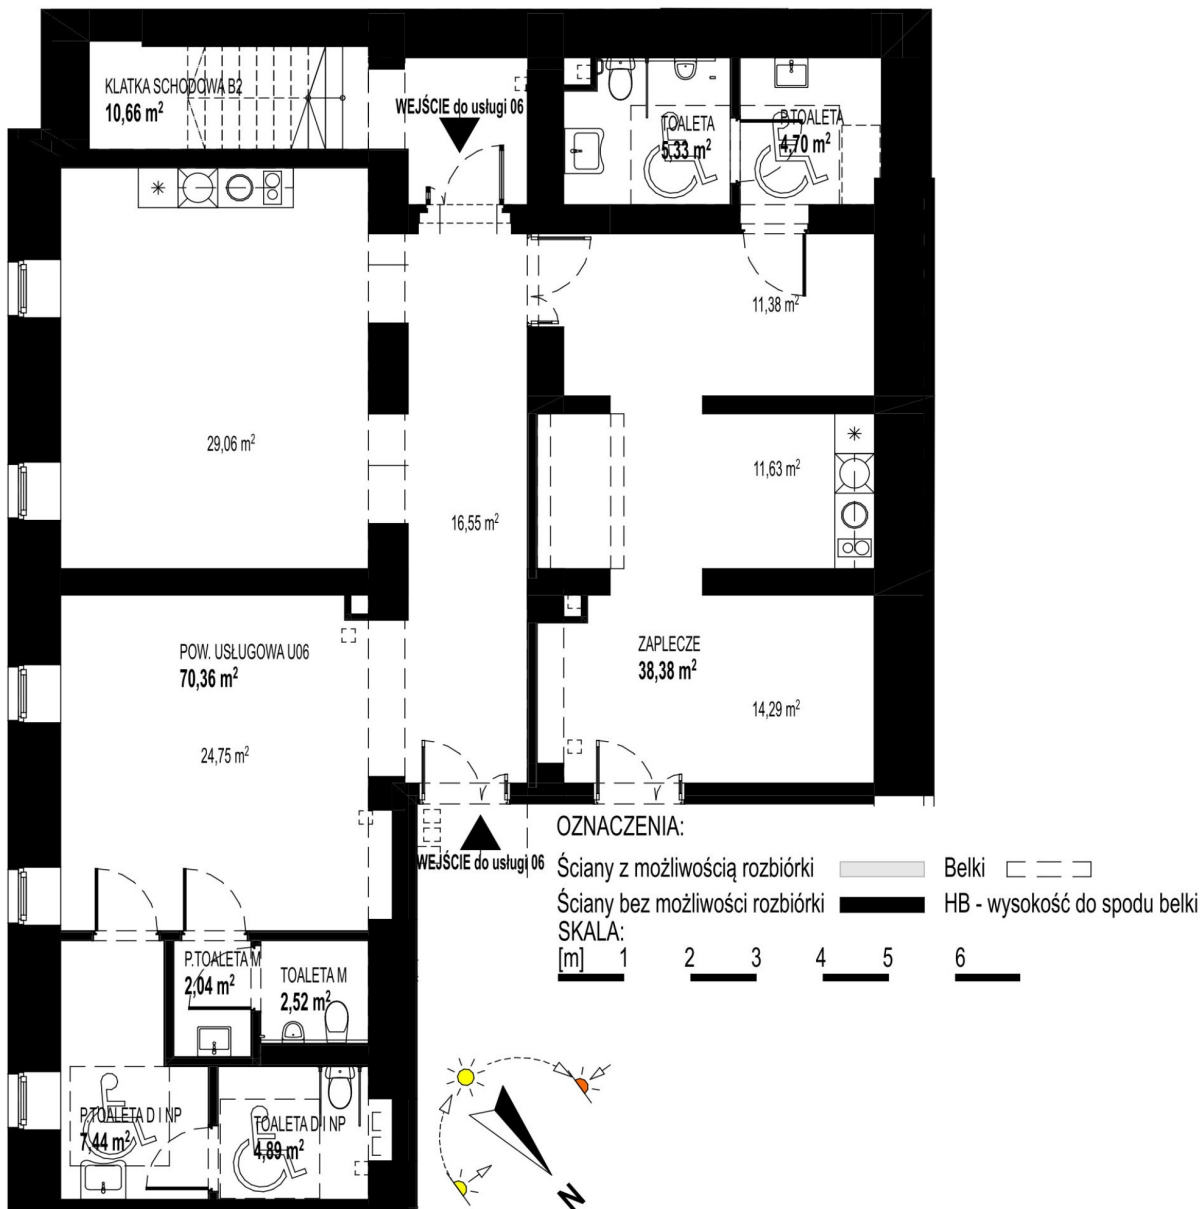 KLATKA SCHODOWA B2
10,66 m²
WEJŚCIE do usługi 06
TOALETA
5,33 m²
P.TOALETA
4,70 m²
11,38 m²
29,06 m²
11,63 m²
16,55 m²
POW. USŁUGOWA U06
70,36 m²
24,75 m²
ZAPLECZE
38,38 m²
14,29 m²
WEJŚCIE do usługi 06
OZNACZENIA:
Ściany z możliwością rozbiórki
Belki
Ściany bez możliwości rozbiórki
HB - wysokość do spodu belki
SKALA:
[m] 1 2 3 4 5 6
P.TOALETA M
2,04 m²
TOALETA M
2,52 m²
P.TOALETA D I NP
7,44 m²
TOALETA D I NP
4,89 m²
N